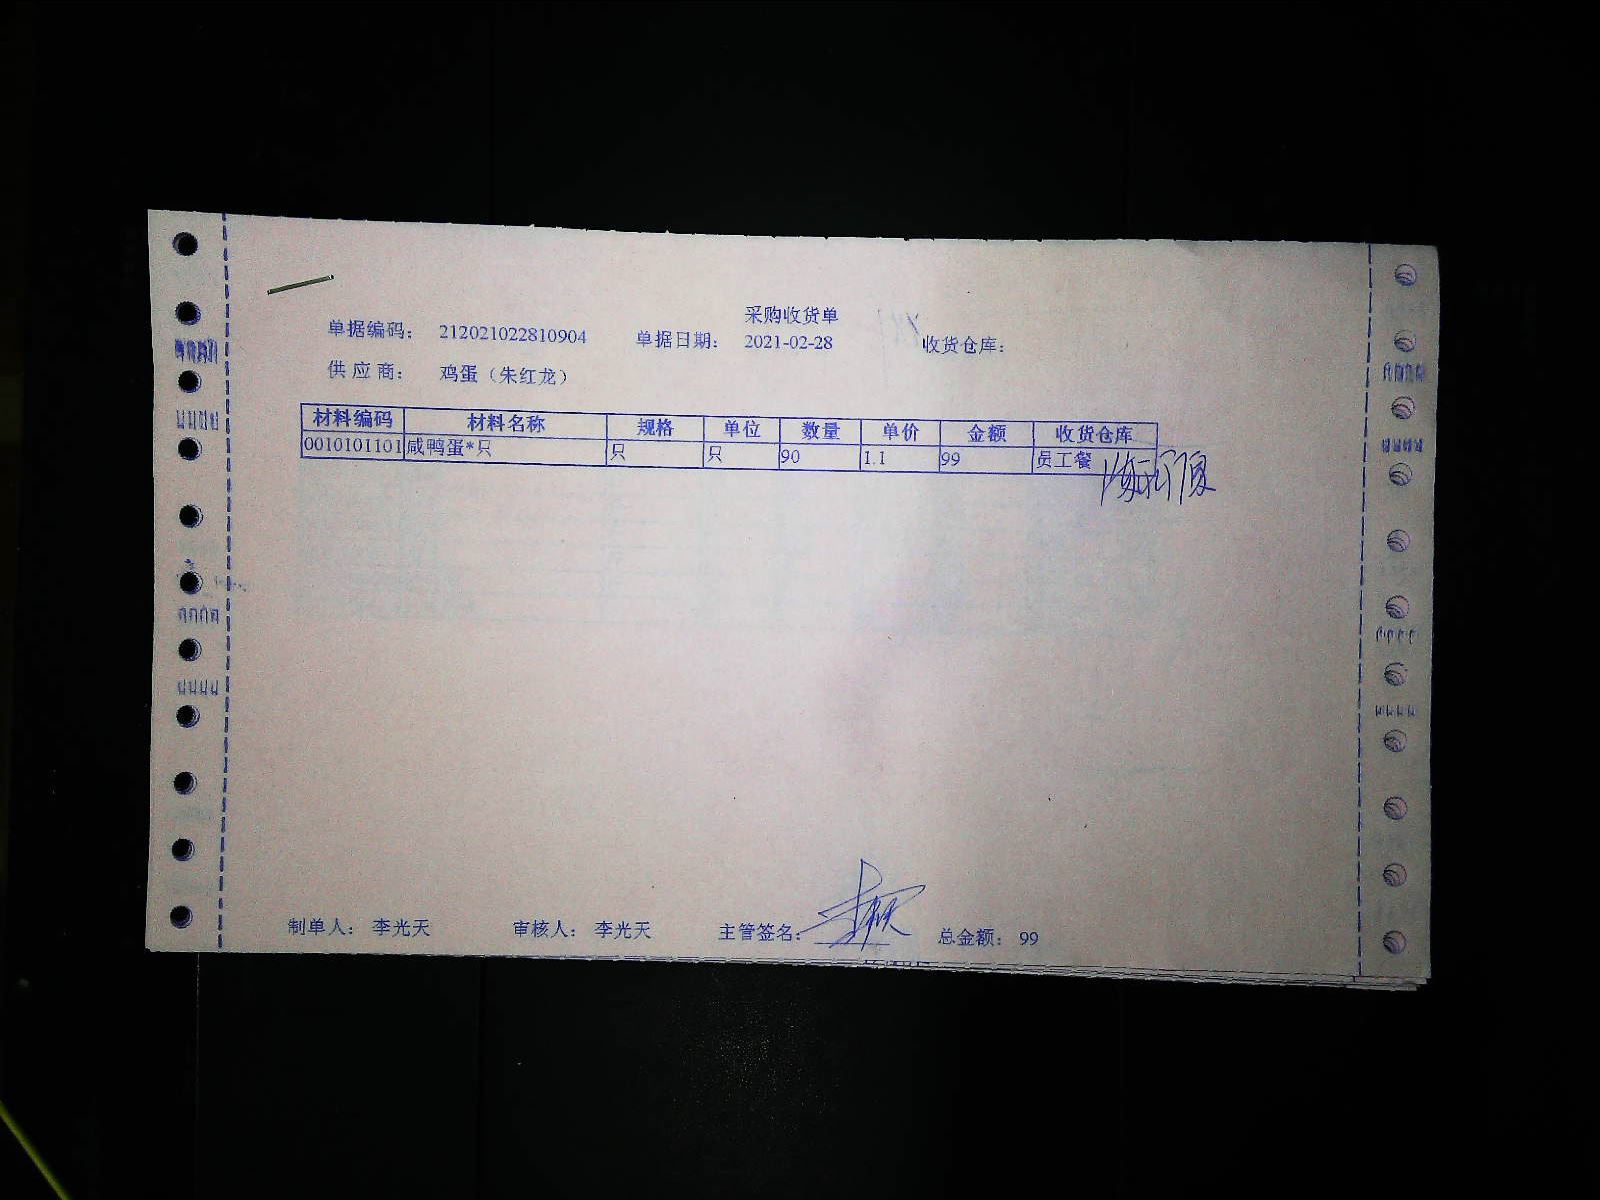 采购收货单
单据编码： 212021022810904 单据日期： 2021-02-28 收货仓库：
供 应 商： 鸡蛋（朱红龙）
材料编码 材料名称 规格 单位 数量 单价 金额 收货仓库
0010101101 咸鸭蛋*只 只 只 90 1.1 99 员工餐
制单人： 李光天 审核人： 李光天 主管签名： 总金额： 99